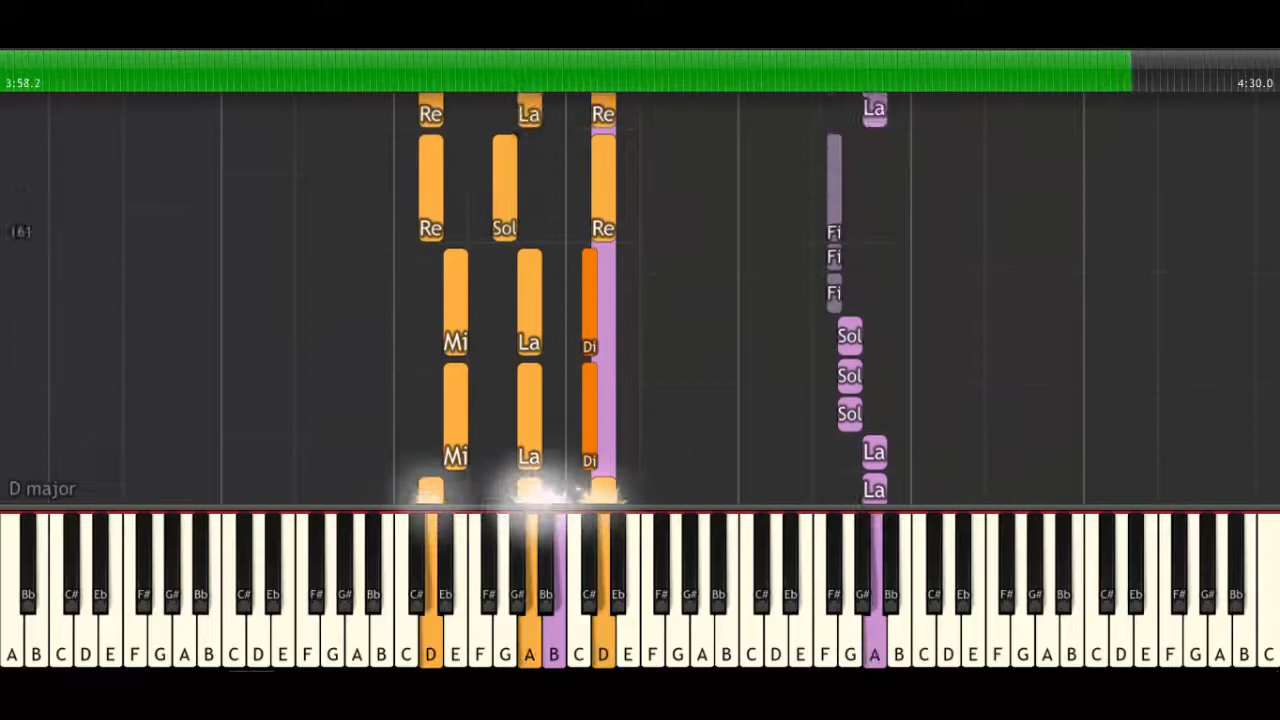 3:58.2 4:30.0
Re La Re La
Re Sol Re Fi
161
Fi
Fi
Mi La Di Sol
Sol
Sol
Mi La Di La
D major La
Bb C# Eb F# G# Bb C# Eb F# G# Bb C# Eb F# G# Bb C# Eb F# G# Bb C# Eb F# G# Bb C# Eb F# G# Bb C# Eb F# G# Bb
A B C D E F G A B C D E F G A B C D E F G A B C D E F G A B C D E F G A B C D E F G A B C D E F G A B C